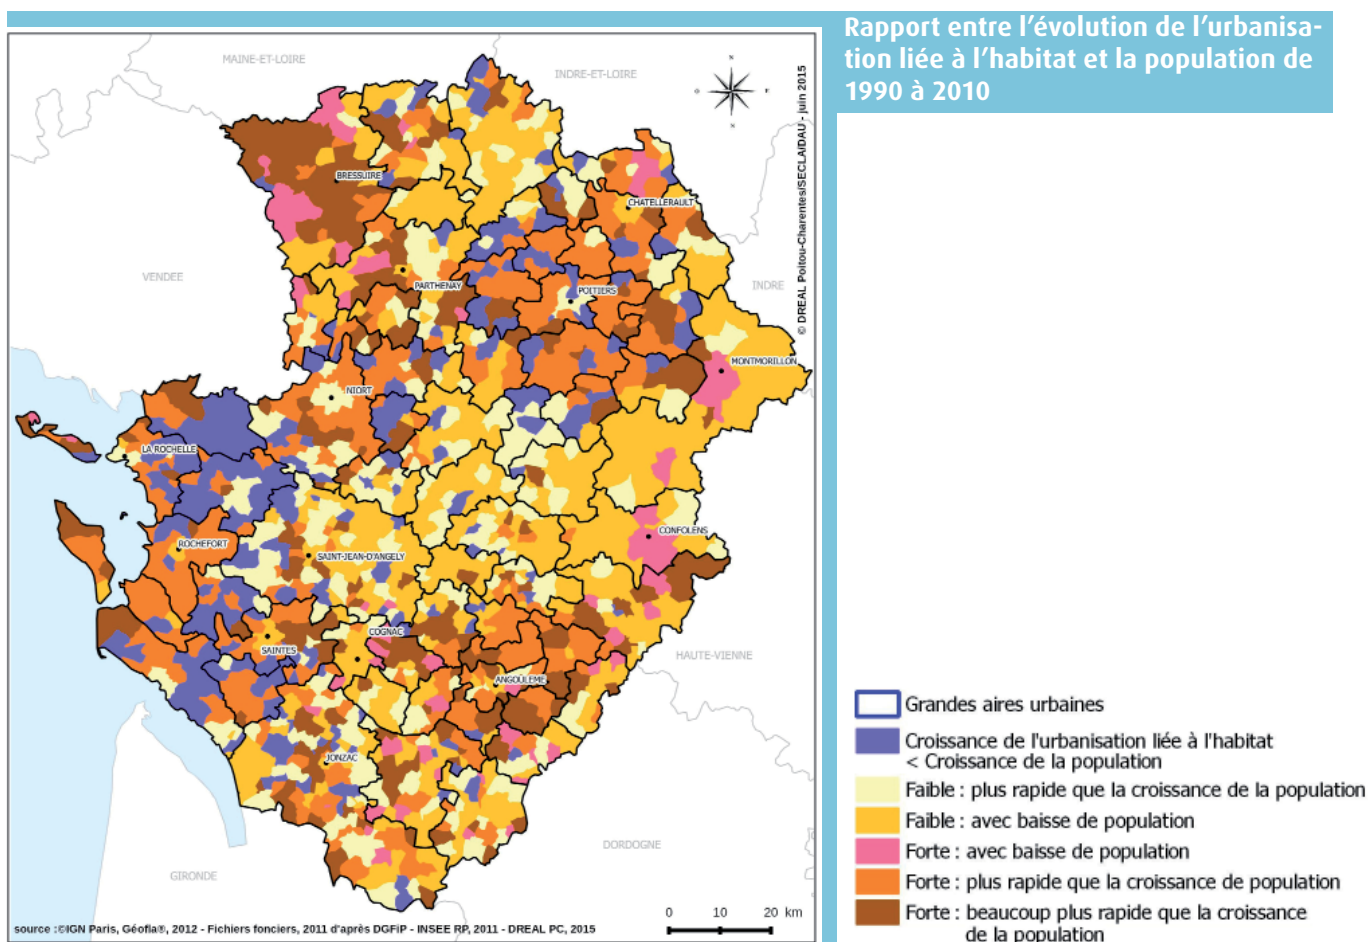 Rapport entre l'évolution de l'urbanisa-
tion liée à l'habitat et la population de
1990 à 2010
MAINE-ET-LOIRE
INDRE-ET-LOIRE
N
O
E
N
© DREAL Poitou-Charentes/SECLA/DAU - juin 2015
BRESSUIRE
CHATELLERAULT
VENDEE
PARTHENAY
POITIERS
INDRE
MONTMORILLON
NIORT
LA ROCHELLE
CONFOLENS
ROCHEFORT
SAINT-JEAN-D'ANGELY
COGNAC
SAINTES
HAUTE-VIENNE
ANGOÛLEME
JONZAC
DORDOGNE
GIRONDE
0 10 20 km
source :©IGN Paris, Géofla®, 2012 - Fichiers fonciers, 2011 d'après DGFiP - INSEE RP, 2011 - DREAL PC, 2015
Grandes aires urbaines
Croissance de l'urbanisation liée à l'habitat
< Croissance de la population
Faible : plus rapide que la croissance de la population
Faible : avec baisse de population
Forte : avec baisse de population
Forte : plus rapide que la croissance de population
Forte : beaucoup plus rapide que la croissance
de la population